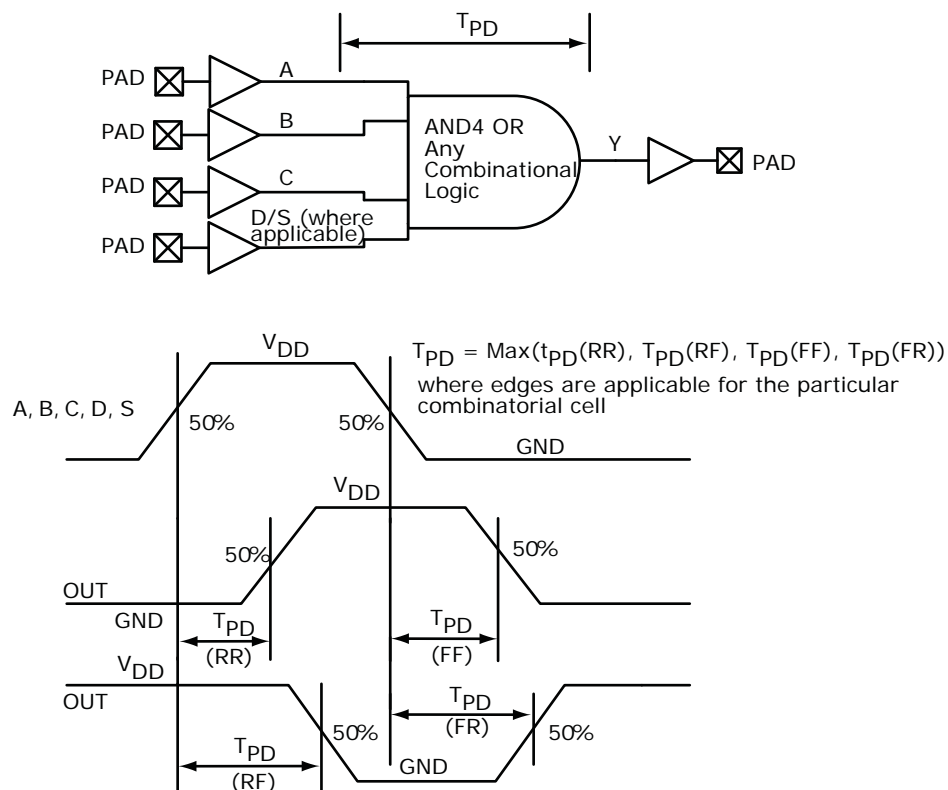 TPD
PAD
A
PAD
B
AND4 OR
Any
Combinational
Logic
Y
PAD
PAD
C
D/S (where
applicable)
PAD
VDD
TPD = Max(tPD(RR), TPD(RF), TPD(FF), TPD(FR))
where edges are applicable for the particular
combinatorial cell
A, B, C, D, S
50%
50%
GND
VDD
50%
50%
OUT
GND
TPD
(RR)
TPD
(FF)
VDD
OUT
TPD
(FR)
50%
50%
TPD
(RF)
GND